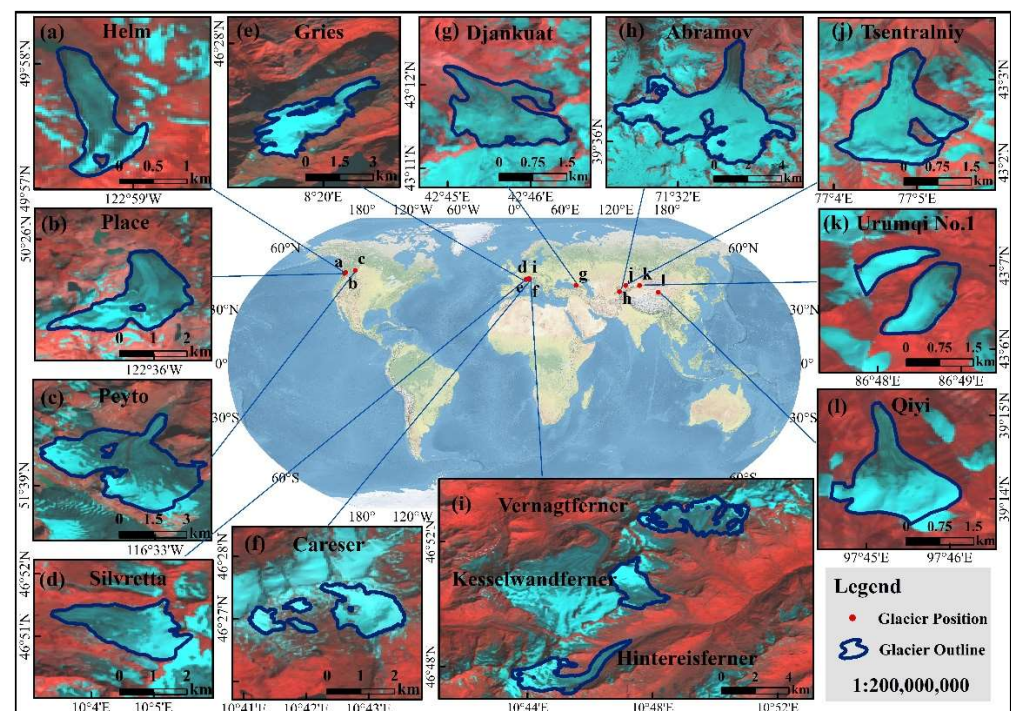 (a) Helm
49°58'N
49°57'N
0 0.5 1
km
122°59'W
(e) Gries
46°28'N
0 1.5 3
km
8°20'E
(g) Djankuat
43°12'N
43°11'N
0 0.75 1.5
km
42°45'E 42°46'E
(h) Abramov
39°36'N
0 2 4
km
71°32'E
(j) Tsentralniy
43°3'N
43°2'N
0 0.75 1.5
km
77°4'E 77°5'E
(b) Place
50°26'N
0 1 2
km
122°36'W
180° 120°W 60°W 0° 60°E 120°E 180°
60°N 60°N
30°N 30°N
0° 0°
30°S 30°S
60°S 60°S
180° 120°W
a c
b
d i
e f
g
j k
h l
(k) Urumqi No.1
43°7'N
43°6'N
0 0.75 1.5
km
86°48'E 86°49'E
(c) Peyto
51°39'N
0 1.5 3
km
116°33'W
(l) Qiyi
39°15'N
39°14'N
0 0.75 1.5
km
97°45'E 97°46'E
(d) Silvretta
46°52'N
46°51'N
0 1 2
km
10°4'E 10°5'E
(f) Careser
46°28'N
46°27'N
0 1 2
km
10°41'E 10°42'E 10°43'E
(i) Vernagtferner
Kesselwandferner
Hintereisferner
46°52'N
46°48'N
0 2 4
km
10°44'E 10°48'E 10°52'E
Legend
Glacier Position
Glacier Outline
1:200,000,000